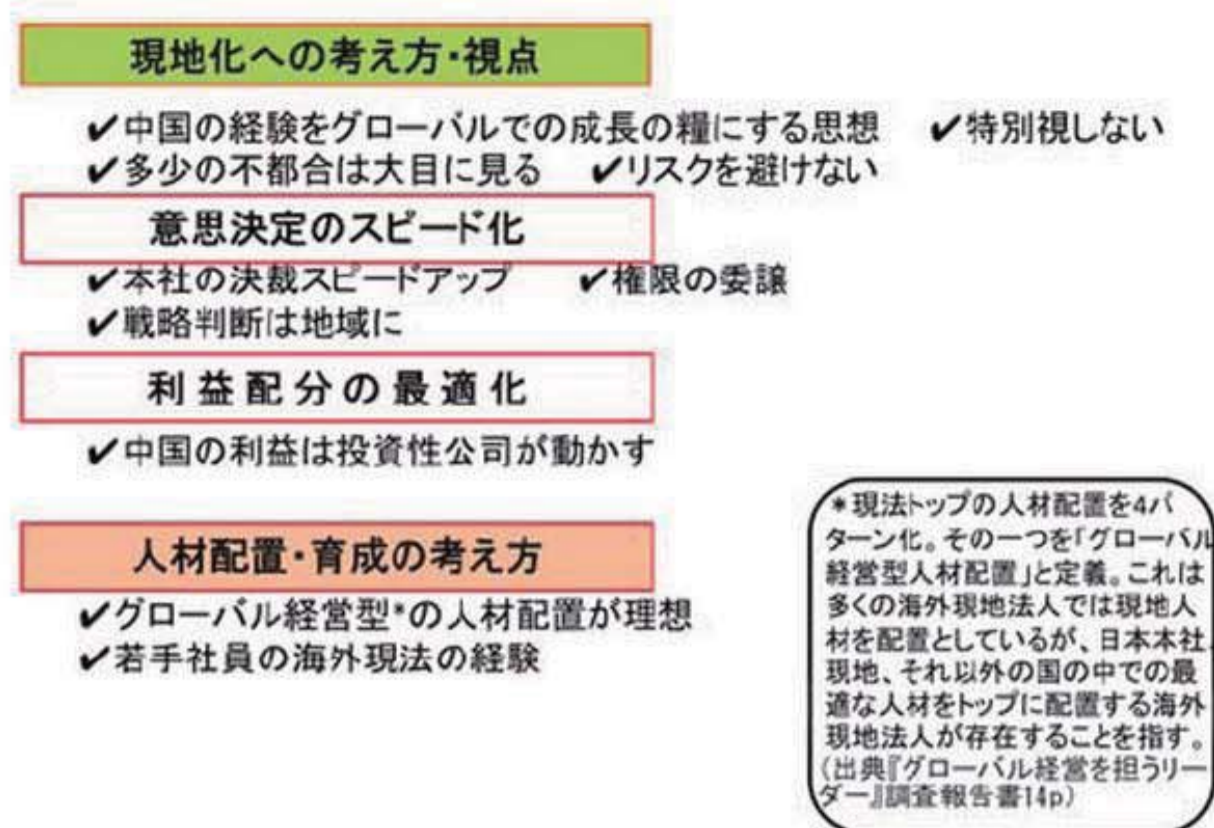 現地化への考え方・視点
✔中国の経験をグローバルでの成長の糧にする思想　✔特別視しない
✔多少の不都合は大目に見る　✔リスクを避けない
意思決定のスピード化
✔本社の決裁スピードアップ　✔権限の委譲
✔戦略判断は地域に
利益配分の最適化
✔中国の利益は投資性公司が動かす
人材配置・育成の考え方
✔グローバル経営型*の人材配置が理想
✔若手社員の海外現法の経験
*現法トップの人材配置を4パ
ターン化。その一つを「グローバル
経営型人材配置」と定義。これは
多くの海外現地法人では現地人
材を配置としているが、日本本社、
現地、それ以外の国の中での最
適な人材をトップに配置する海外
現地法人が存在することを指す。
(出典『グローバル経営を担うリー
ダー』調査報告書14p)